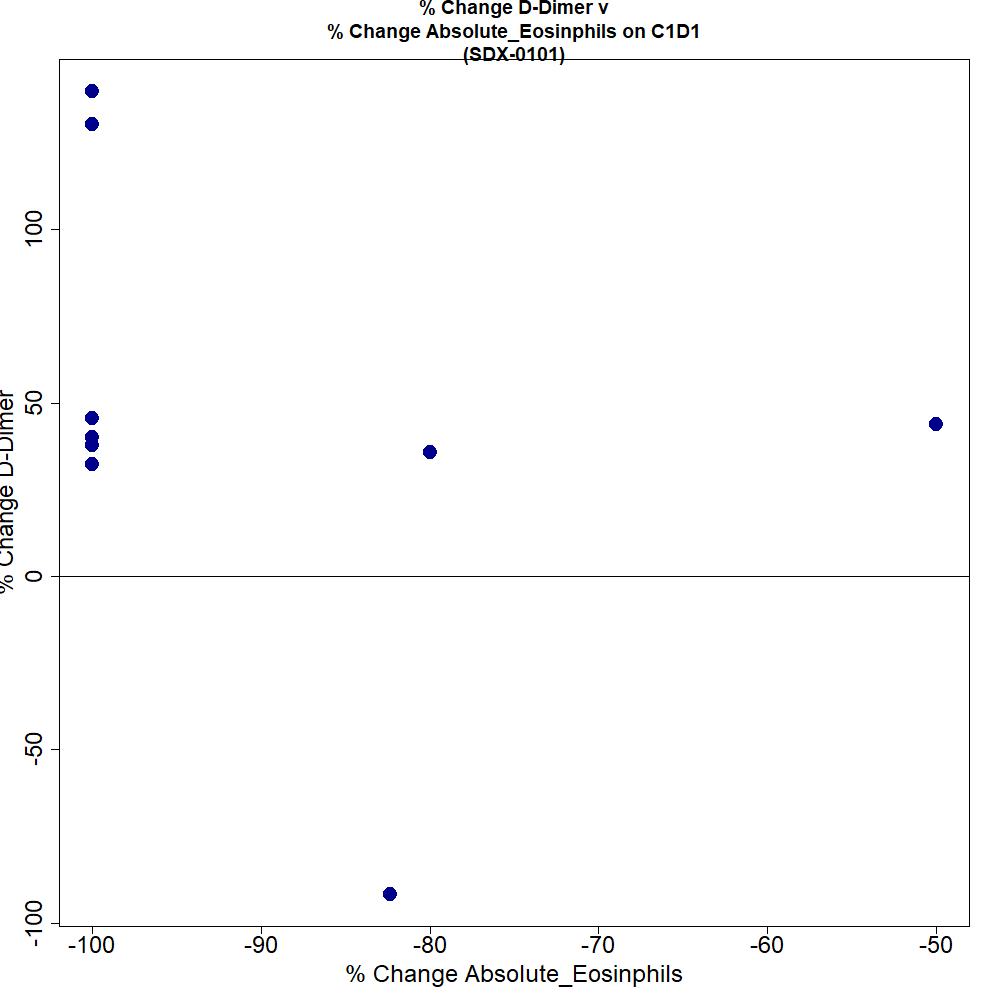 % Change D-Dimer v
% Change Absolute_Eosinphils on C1D1
(SDX-0101)
% Change D-Dimer
100
50
0
-50
-100
-100
-90
-80
-70
-60
-50
% Change Absolute_Eosinphils